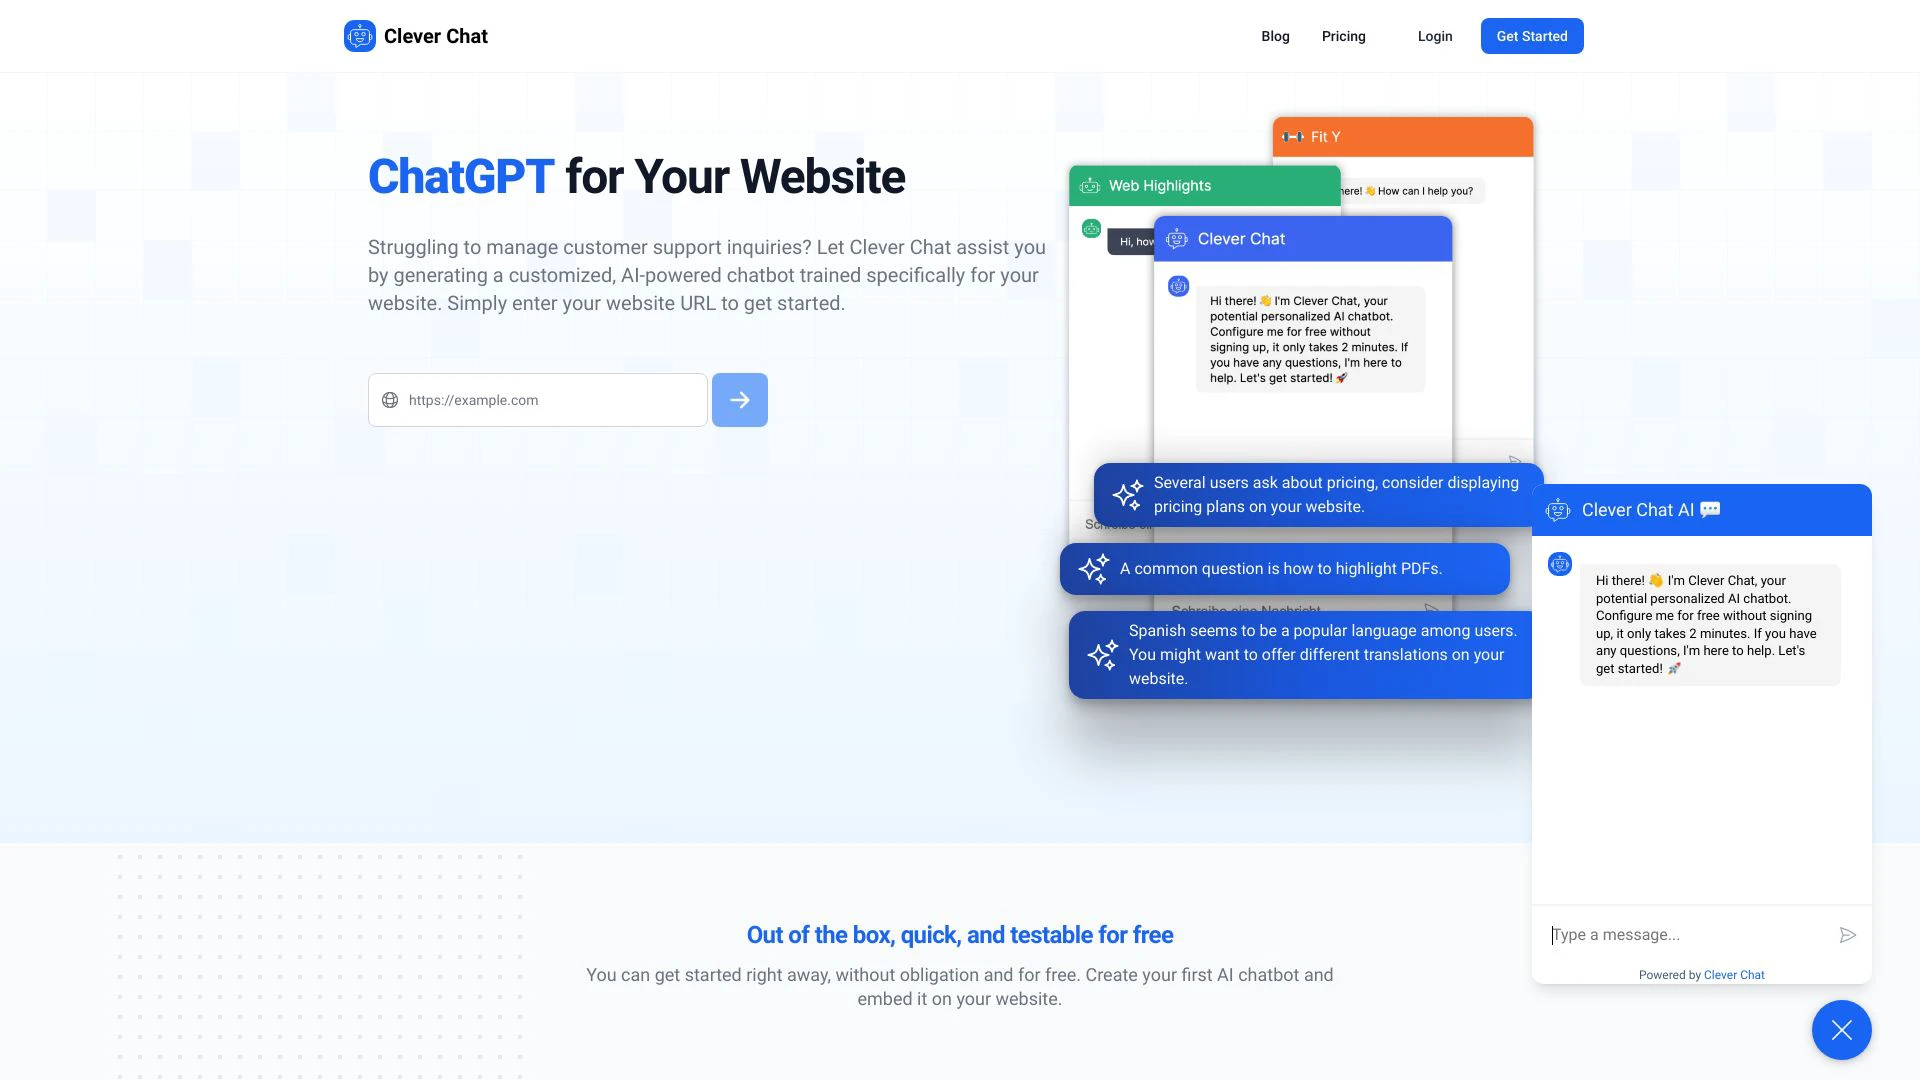 Clever Chat
Blog
Pricing
Login
Get Started
ChatGPT for Your Website
Struggling to manage customer support inquiries? Let Clever Chat assist you
by generating a customized, AI-powered chatbot trained specifically for your
website. Simply enter your website URL to get started.
https://example.com
Fit Y
here! 👋 How can I help you?
Web Highlights
Hi, how
Clever Chat
Hi there! 👋 I'm Clever Chat, your
potential personalized AI chatbot.
Configure me for free without
signing up, it only takes 2 minutes. If
you have any questions, I'm here to
help. Let's get started! 🚀
Several users ask about pricing, consider displaying
pricing plans on your website.
A common question is how to highlight PDFs.
Schreibe eine Nachricht
Spanish seems to be a popular language among users.
You might want to offer different translations on your
website.
Clever Chat AI 💬
Hi there! 👋 I'm Clever Chat, your
potential personalized AI chatbot.
Configure me for free without signing
up, it only takes 2 minutes. If you have
any questions, I'm here to help. Let's
get started! 🚀
Type a message...
Powered by Clever Chat
Out of the box, quick, and testable for free
You can get started right away, without obligation and for free. Create your first AI chatbot and
embed it on your website.